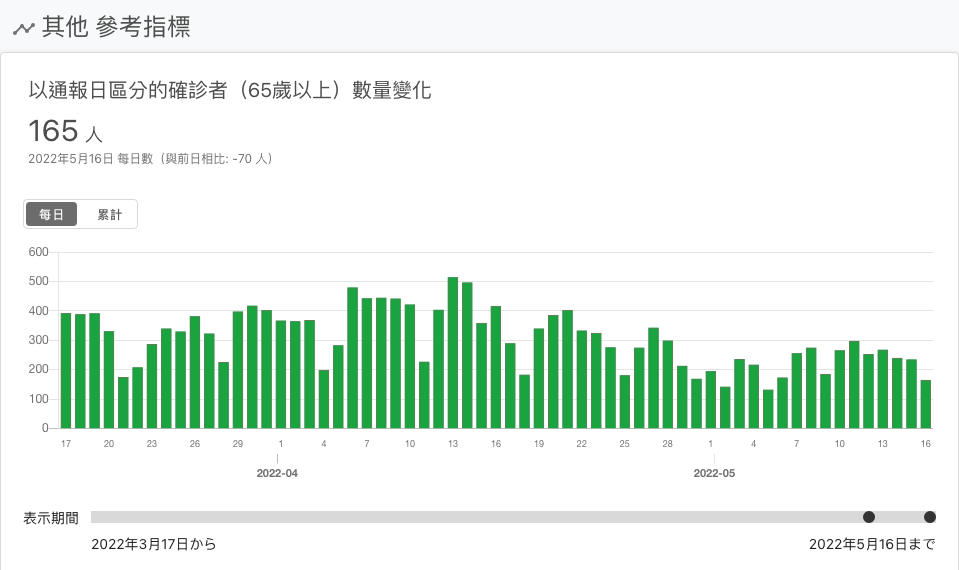 其他 參考指標
以通報日區分的確診者（65歲以上）數量變化
165 人
2022年5月16日 每日數（與前日相比: -70 人）
每日 累計
600
500
400
300
200
100
0
17 20 23 26 29 1 4 7 10 13 16 19 22 25 28 1 4 7 10 13 16
2022-04 2022-05
表示期間
2022年3月17日から 2022年5月16日まで